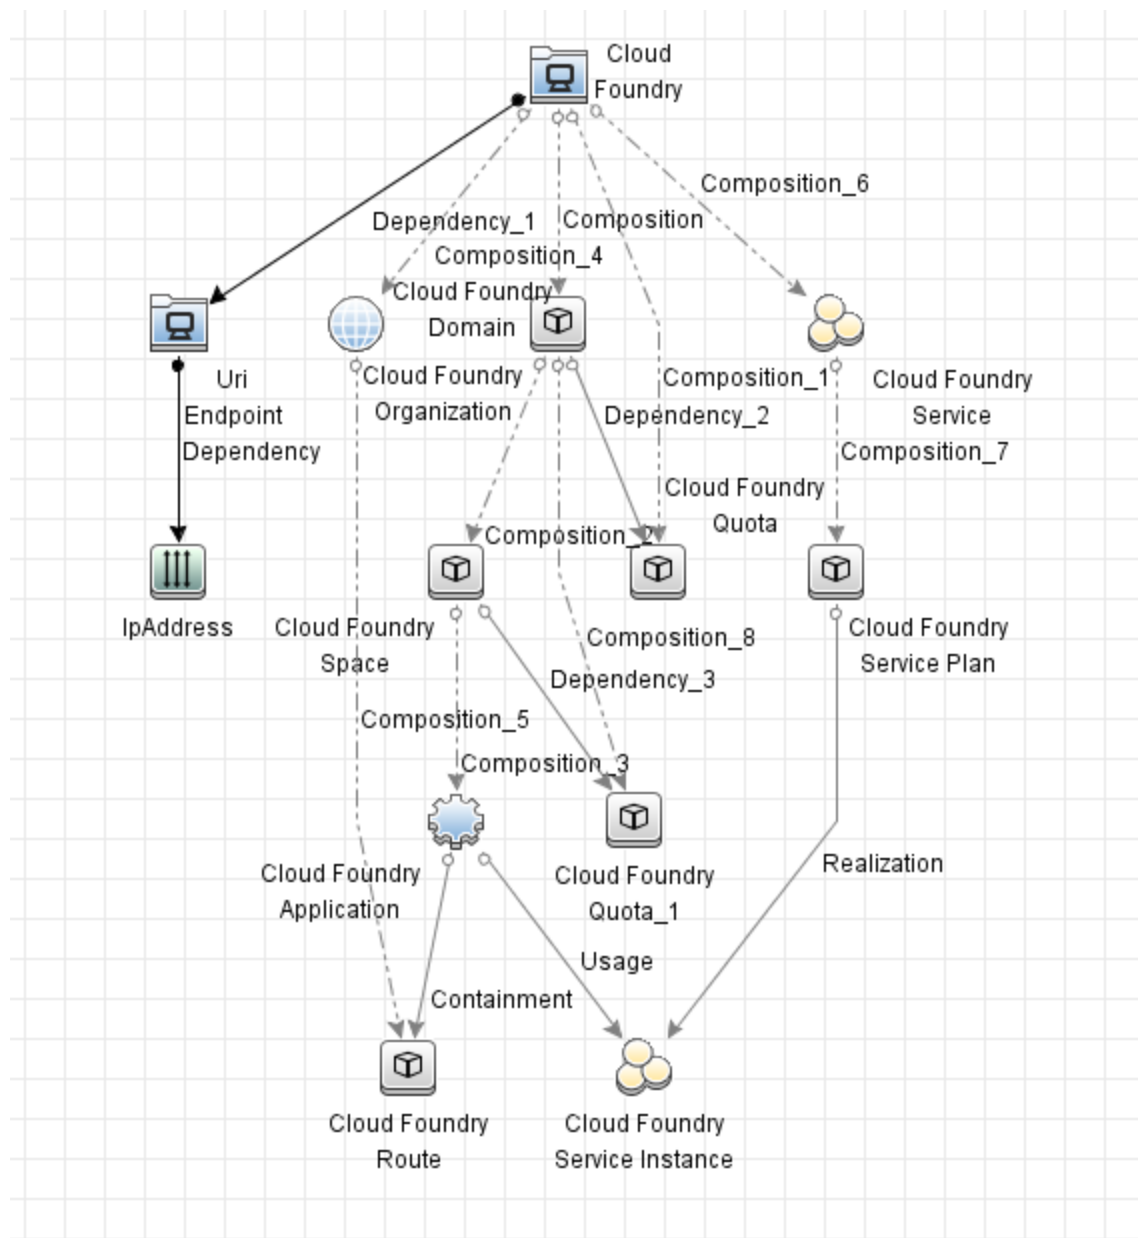 Cloud
Foundry
Composition_6
Dependency_1
Composition
Composition_4
Cloud Foundry
Domain
Uri
Endpoint
Dependency
Cloud Foundry
Organization
Composition_1
Dependency_2
Cloud Foundry
Service
Composition_7
Cloud Foundry
Quota
Composition_2
IpAddress
Cloud Foundry
Space
Composition_8
Dependency_3
Cloud Foundry
Service Plan
Composition_5
Composition_3
Cloud Foundry
Application
Cloud Foundry
Quota_1
Realization
Usage
Containment
Cloud Foundry
Route
Cloud Foundry
Service Instance